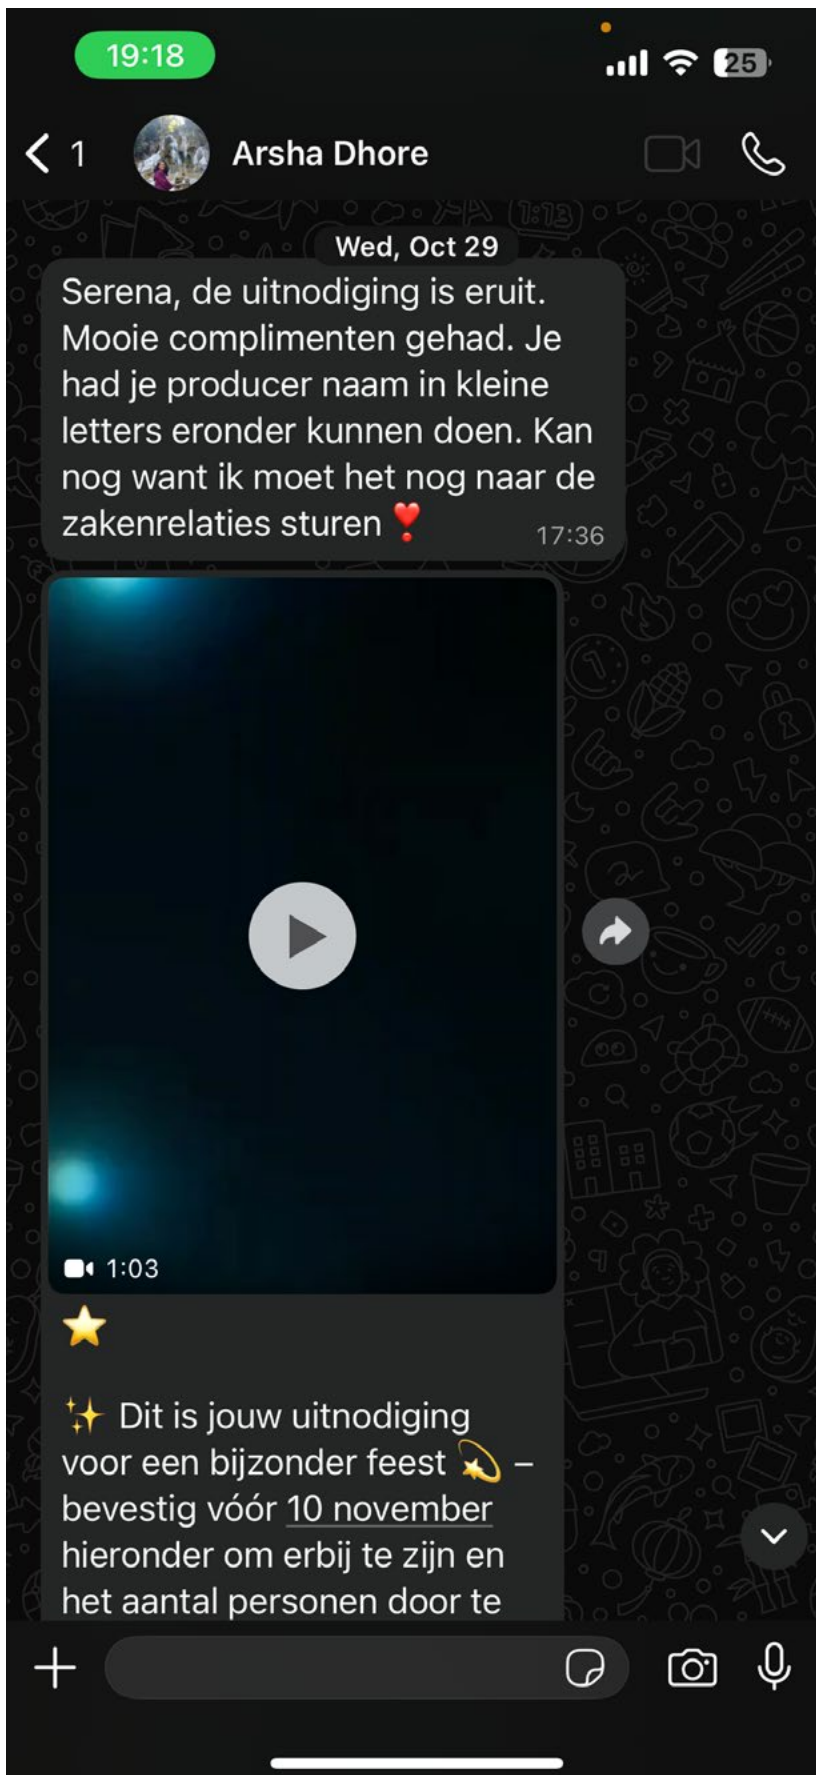 19:18
25
1
Arsha Dhore
Wed, Oct 29
Serena, de uitnodiging is eruit.
Mooie complimenten gehad. Je
had je producer naam in kleine
letters eronder kunnen doen. Kan
nog want ik moet het nog naar de
zakenrelaties sturen ❣️
17:36
1:03
⭐
✨ Dit is jouw uitnodiging
voor een bijzonder feest 💫 –
bevestig vóór 10 november
hieronder om erbij te zijn en
het aantal personen door te